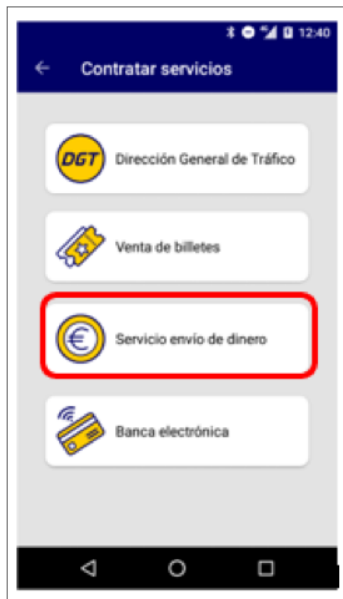 12:40
Contratar servicios
DGT Dirección General de Tráfico
Venta de billetes
€ Servicio envío de dinero
Banca electrónica